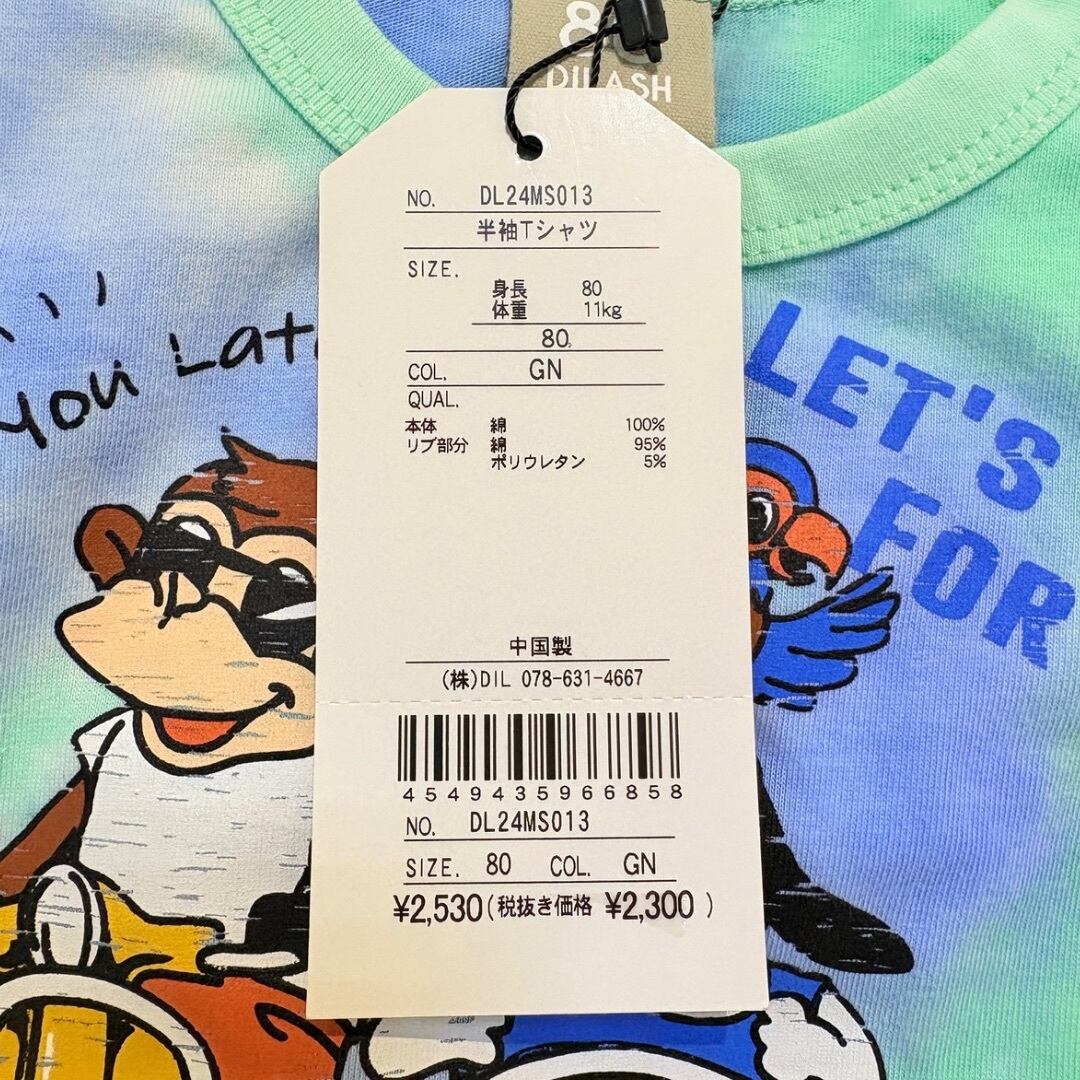 80
DILASH
NO. DL24MS013
半袖Tシャツ
SIZE.
身長 80
体重 11kg
80
COL. GN
QUAL.
本体 綿 100%
リブ部分 綿 95%
ポリウレタン 5%
中国製
(株)DIL 078-631-4667
4549435966858
NO. DL24MS013
SIZE. 80 COL. GN
¥2,530(税抜き価格 ¥2,300 )
you
LET'S
FOR